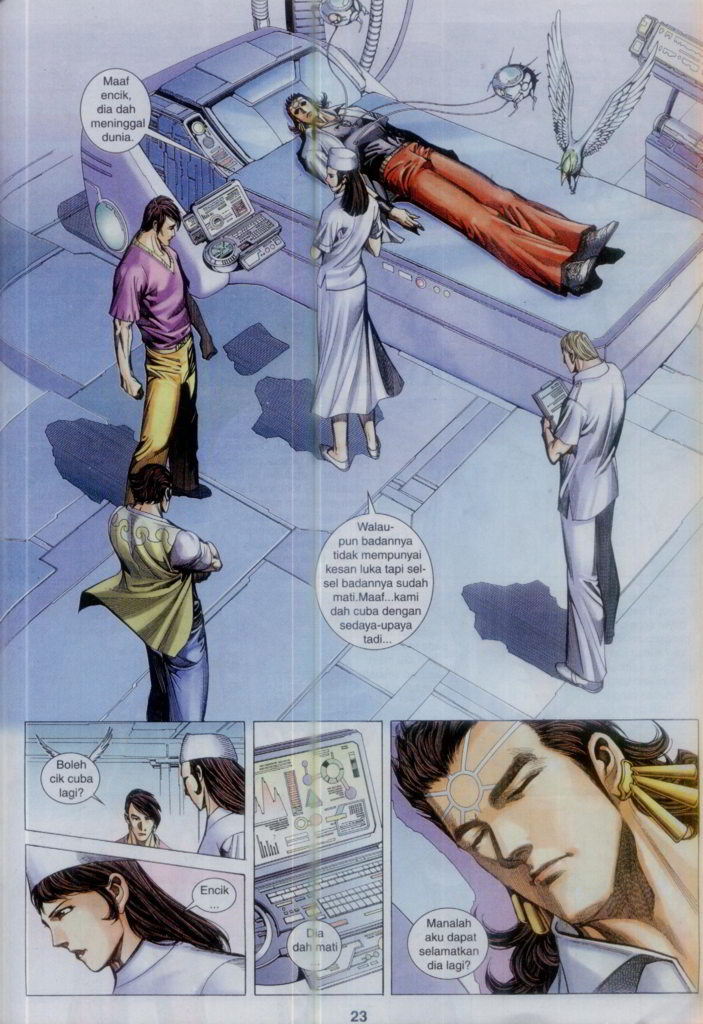 Maaf
encik,
dia dah
meninggal
dunia.
Walau-
pun badannya
tidak mempunyai
kesan luka tapi sel-
sel badannya sudah
mati.Maaf...kami
dah cuba dengan
sedaya-upaya
tadi...
Boleh
cik cuba
lagi?
Encik
...
Dia
dah mati
...
Manalah
aku dapat
selamatkan
dia lagi?
23